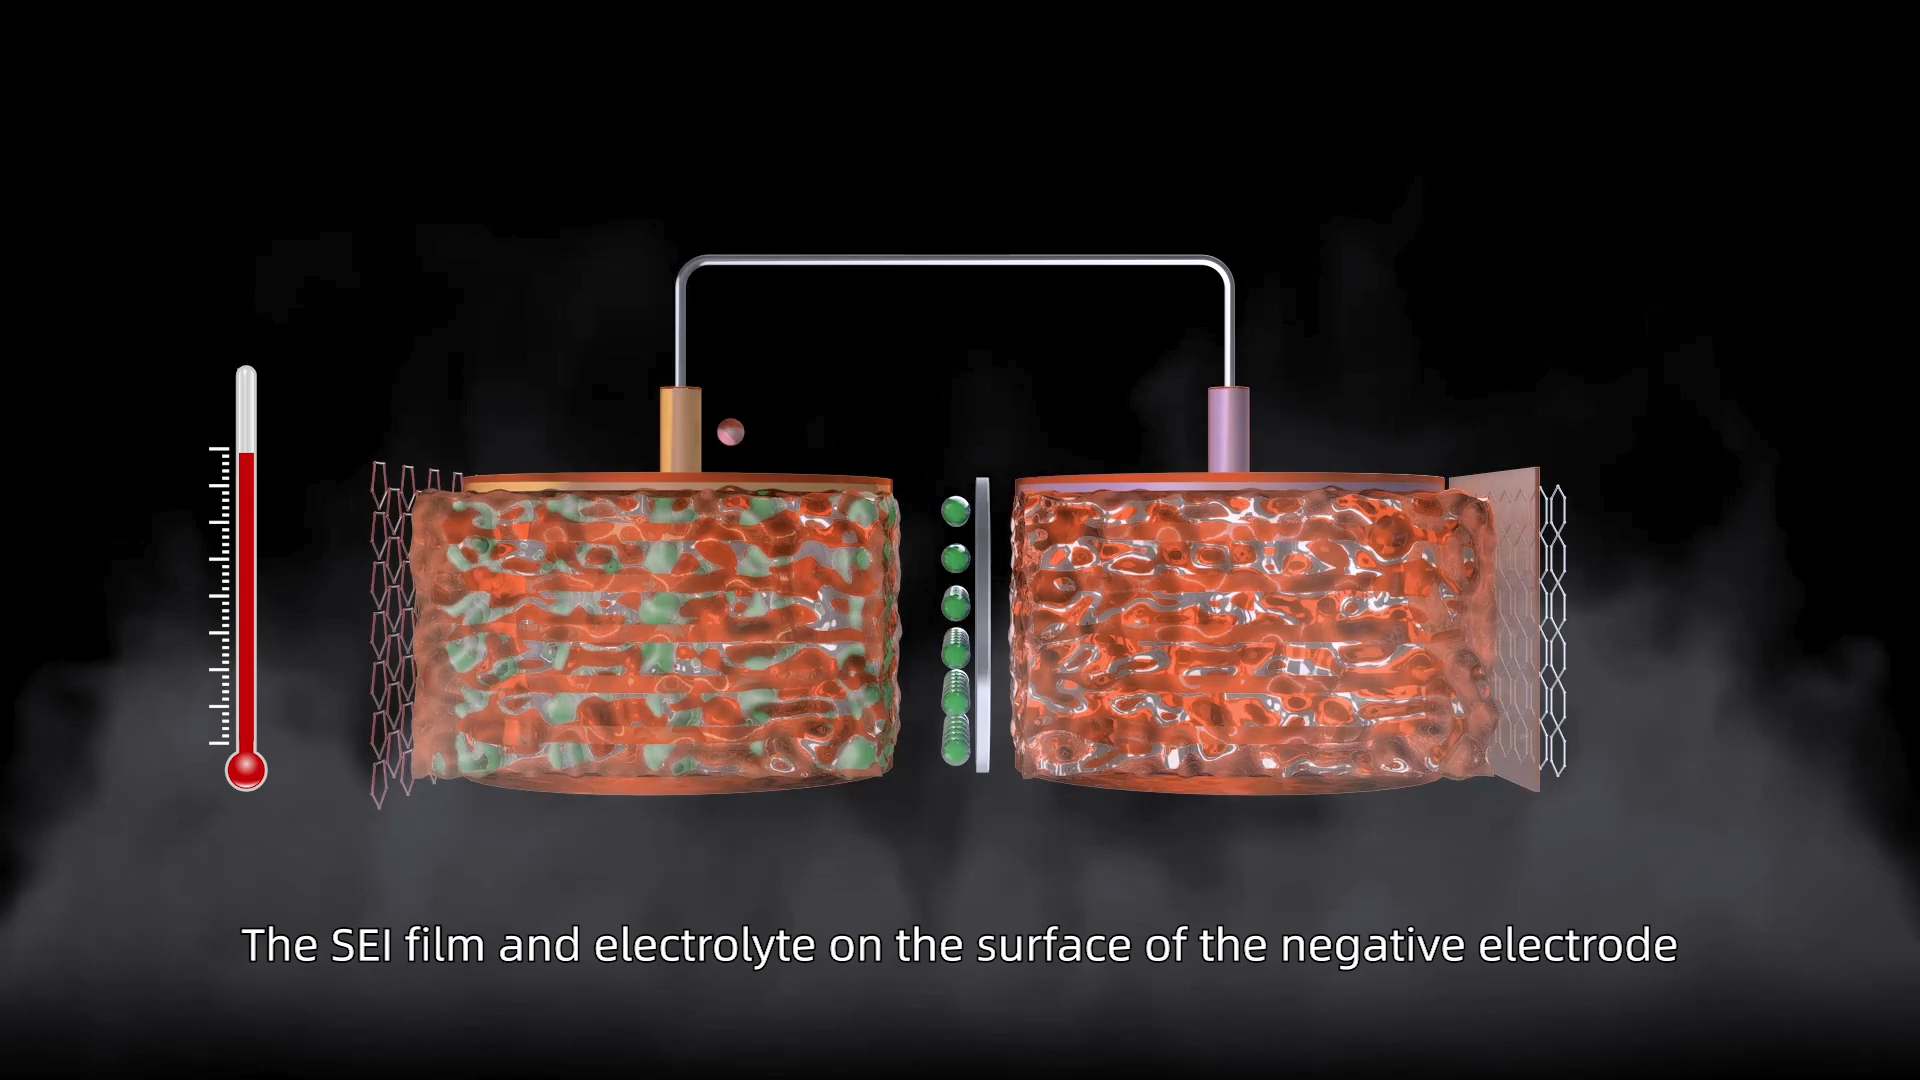 The SEI film and electrolyte on the surface of the negative electrode